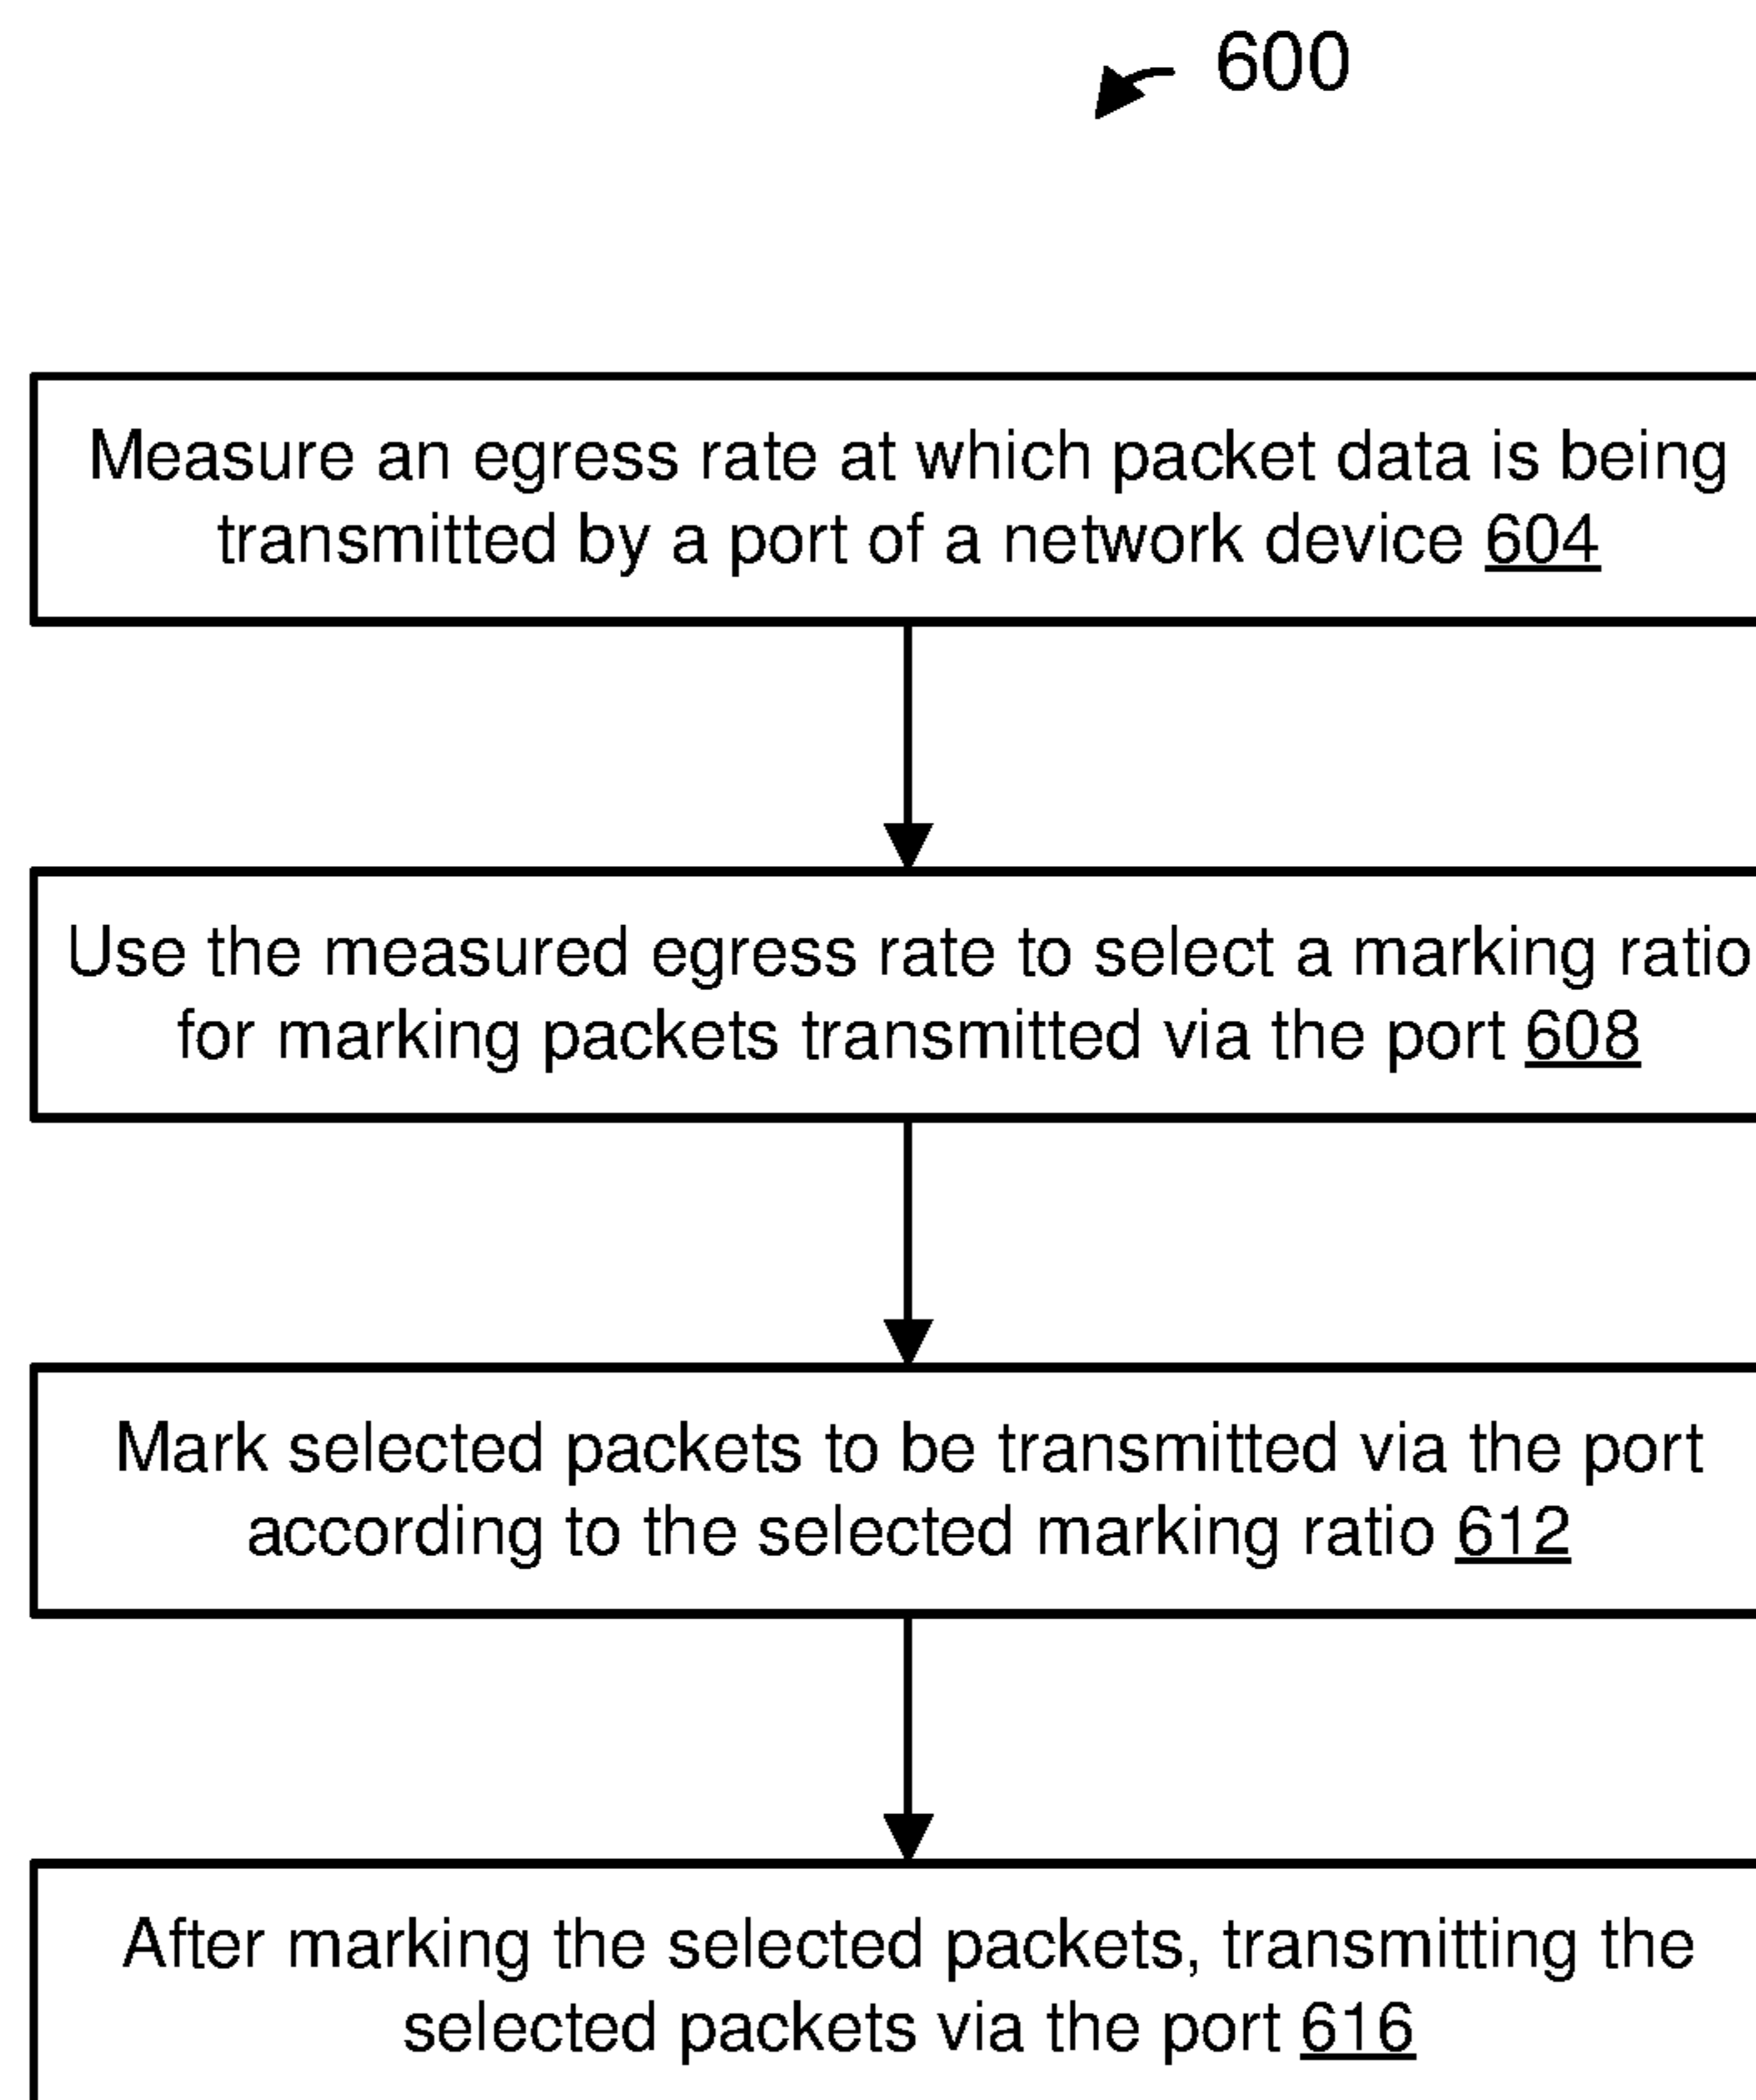 600
Measure an egress rate at which packet data is being
transmitted by a port of a network device 604
Use the measured egress rate to select a marking ratio
for marking packets transmitted via the port 608
Mark selected packets to be transmitted via the port
according to the selected marking ratio 612
After marking the selected packets, transmitting the
selected packets via the port 616